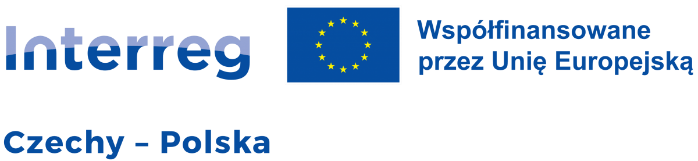 Interreg
Współfinansowane
przez Unię Europejską
Czechy – Polska